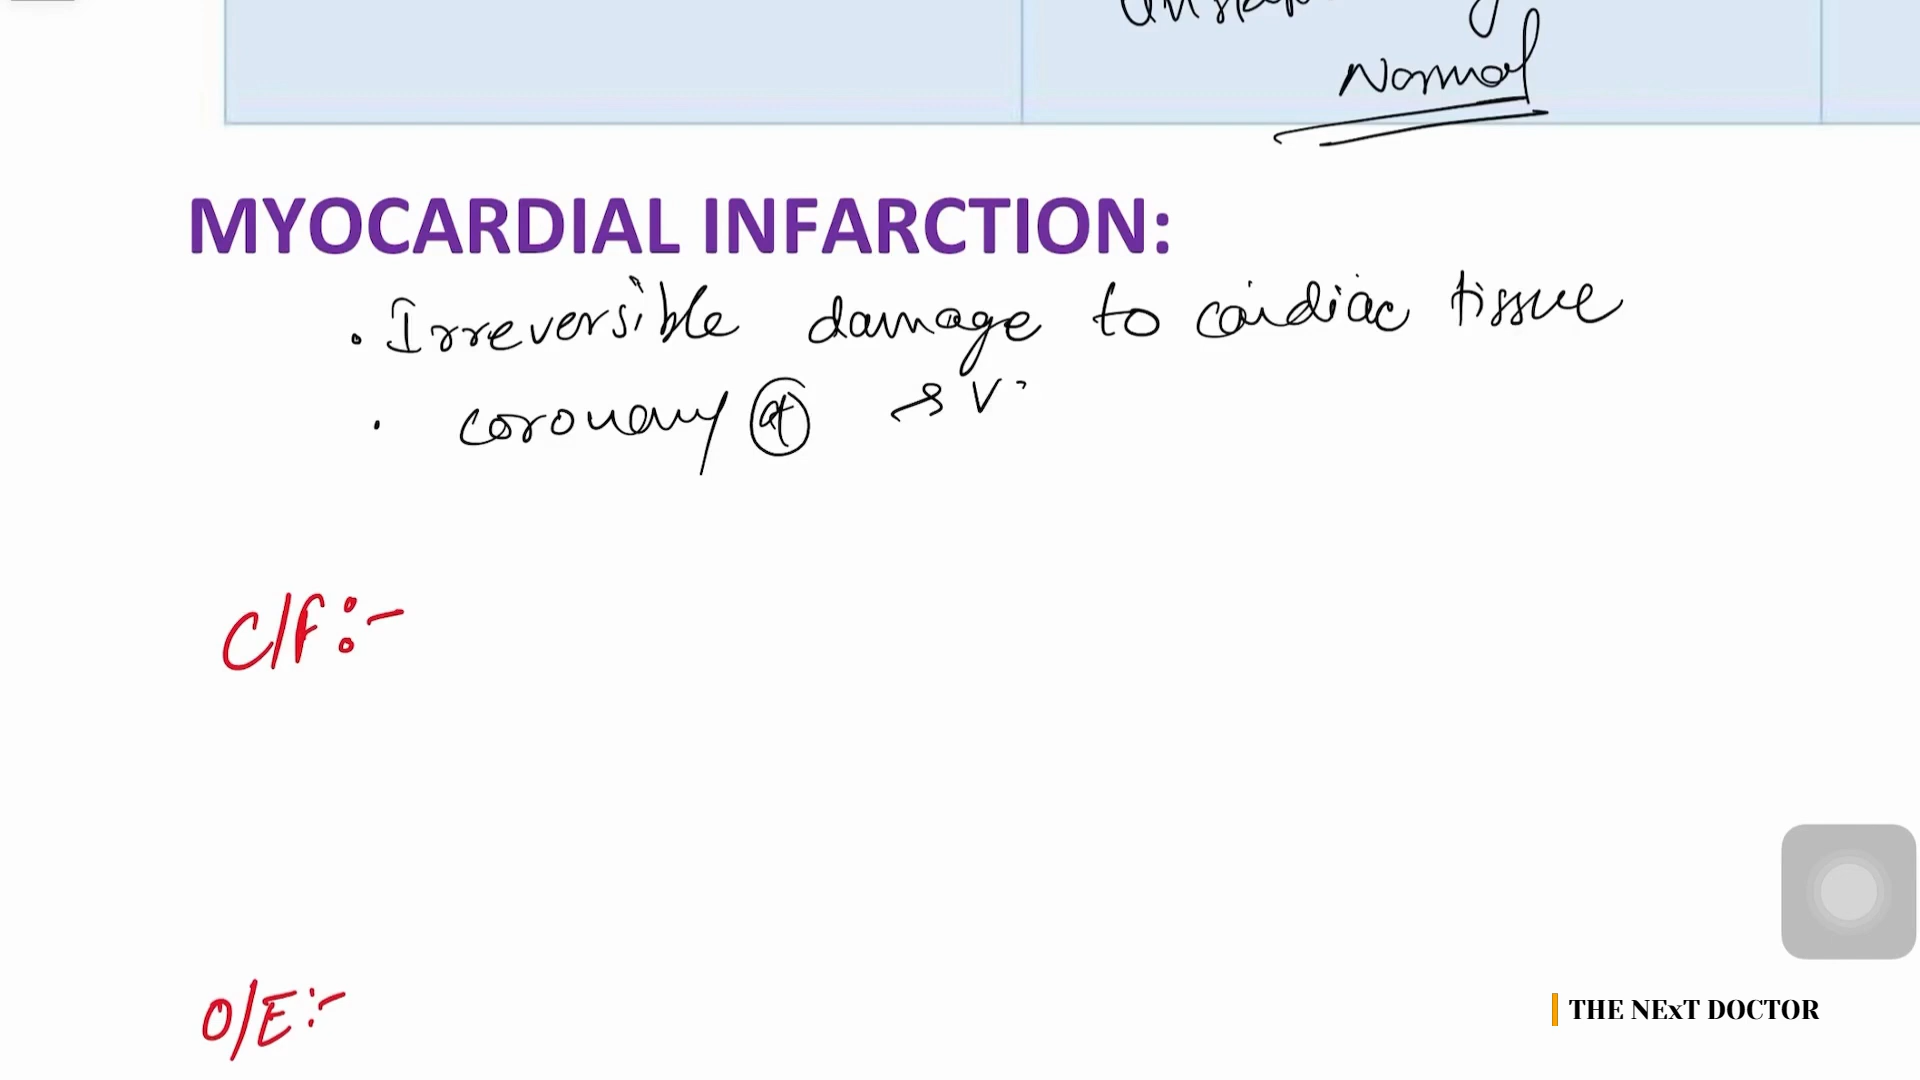 Normal
MYOCARDIAL INFARCTION:
. Irreversible damage to cardiac tissue
. coronary
C/F:-
O/E:-
THE NExT DOCTOR